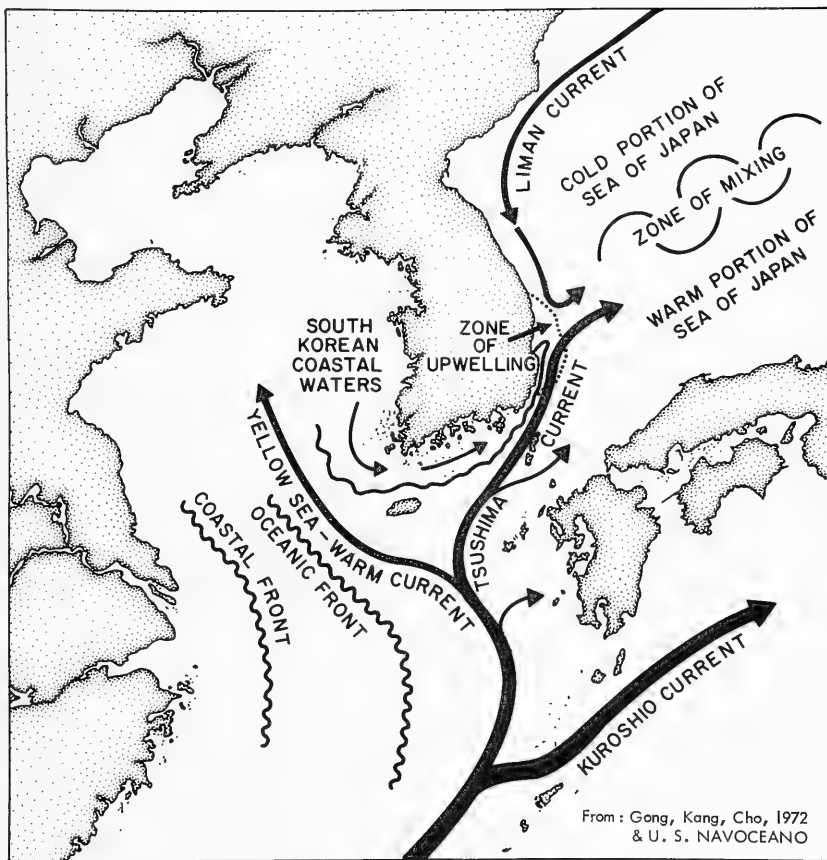 LIMAN CURRENT
COLD PORTION OF
SEA OF JAPAN
ZONE OF MIXING
WARM PORTION OF
SEA OF JAPAN
SOUTH
KOREAN
COASTAL
WATERS
ZONE
OF
UPWELLING
YELLOW SEA-WARM CURRENT
COASTAL FRONT
OCEANIC FRONT
TSUSHIMA CURRENT
KUROSHIO CURRENT
From: Gong, Kang, Cho, 1972
& U. S. NAVOCEANO